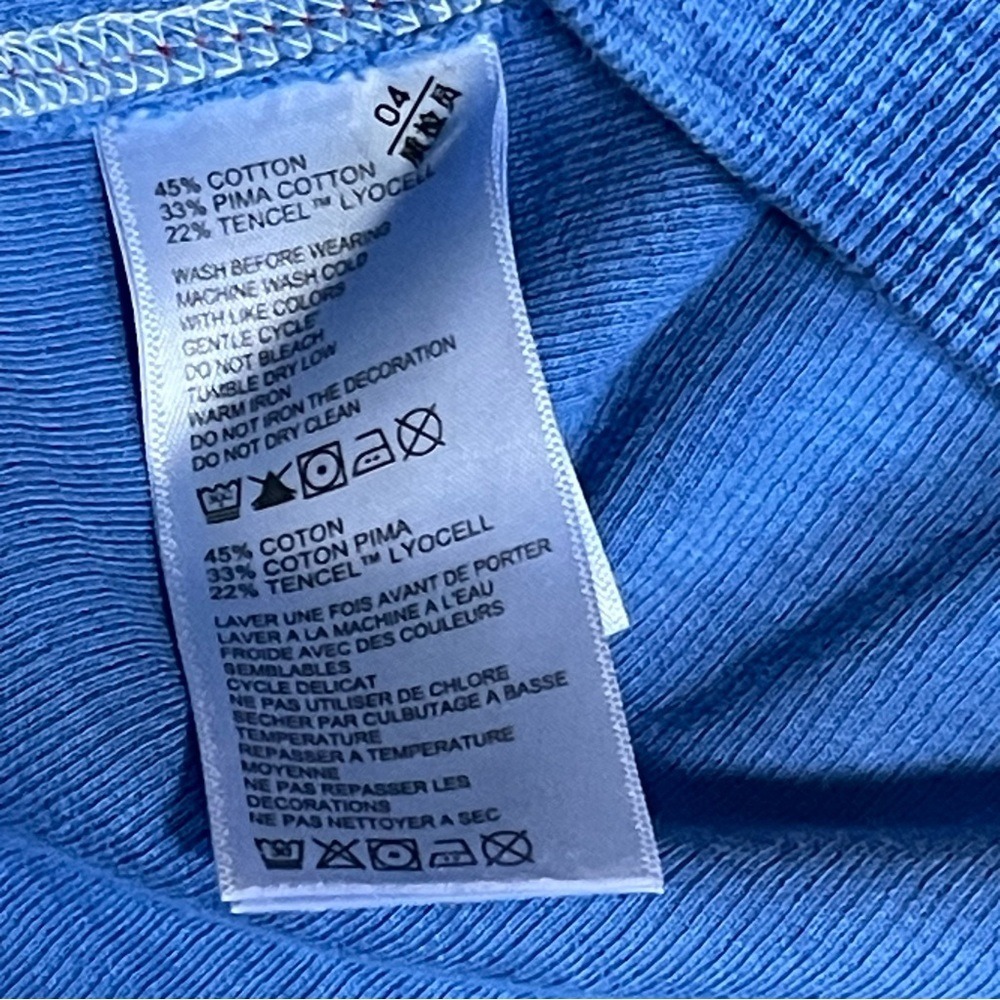 04
检员
45% COTTON
33% PIMA COTTON
22% TENCEL™ LYOCELL
WASH BEFORE WEARING
MACHINE WASH COLD
WITH LIKE COLORS
GENTLE CYCLE
DO NOT BLEACH
TUMBLE DRY LOW
WARM IRON
DO NOT IRON THE DECORATION
DO NOT DRY CLEAN
45% COTON
33% COTON PIMA
22% TENCEL™ LYOCELL
LAVER UNE FOIS AVANT DE PORTER
LAVER A LA MACHINE A L'EAU
FROIDE AVEC DES COULEURS
SEMBLABLES
CYCLE DELICAT
NE PAS UTILISER DE CHLORE
SECHER PAR CULBUTAGE A BASSE
TEMPERATURE
REPASSER A TEMPERATURE
MOYENNE
NE PAS REPASSER LES
DECORATIONS
NE PAS NETTOYER A SEC